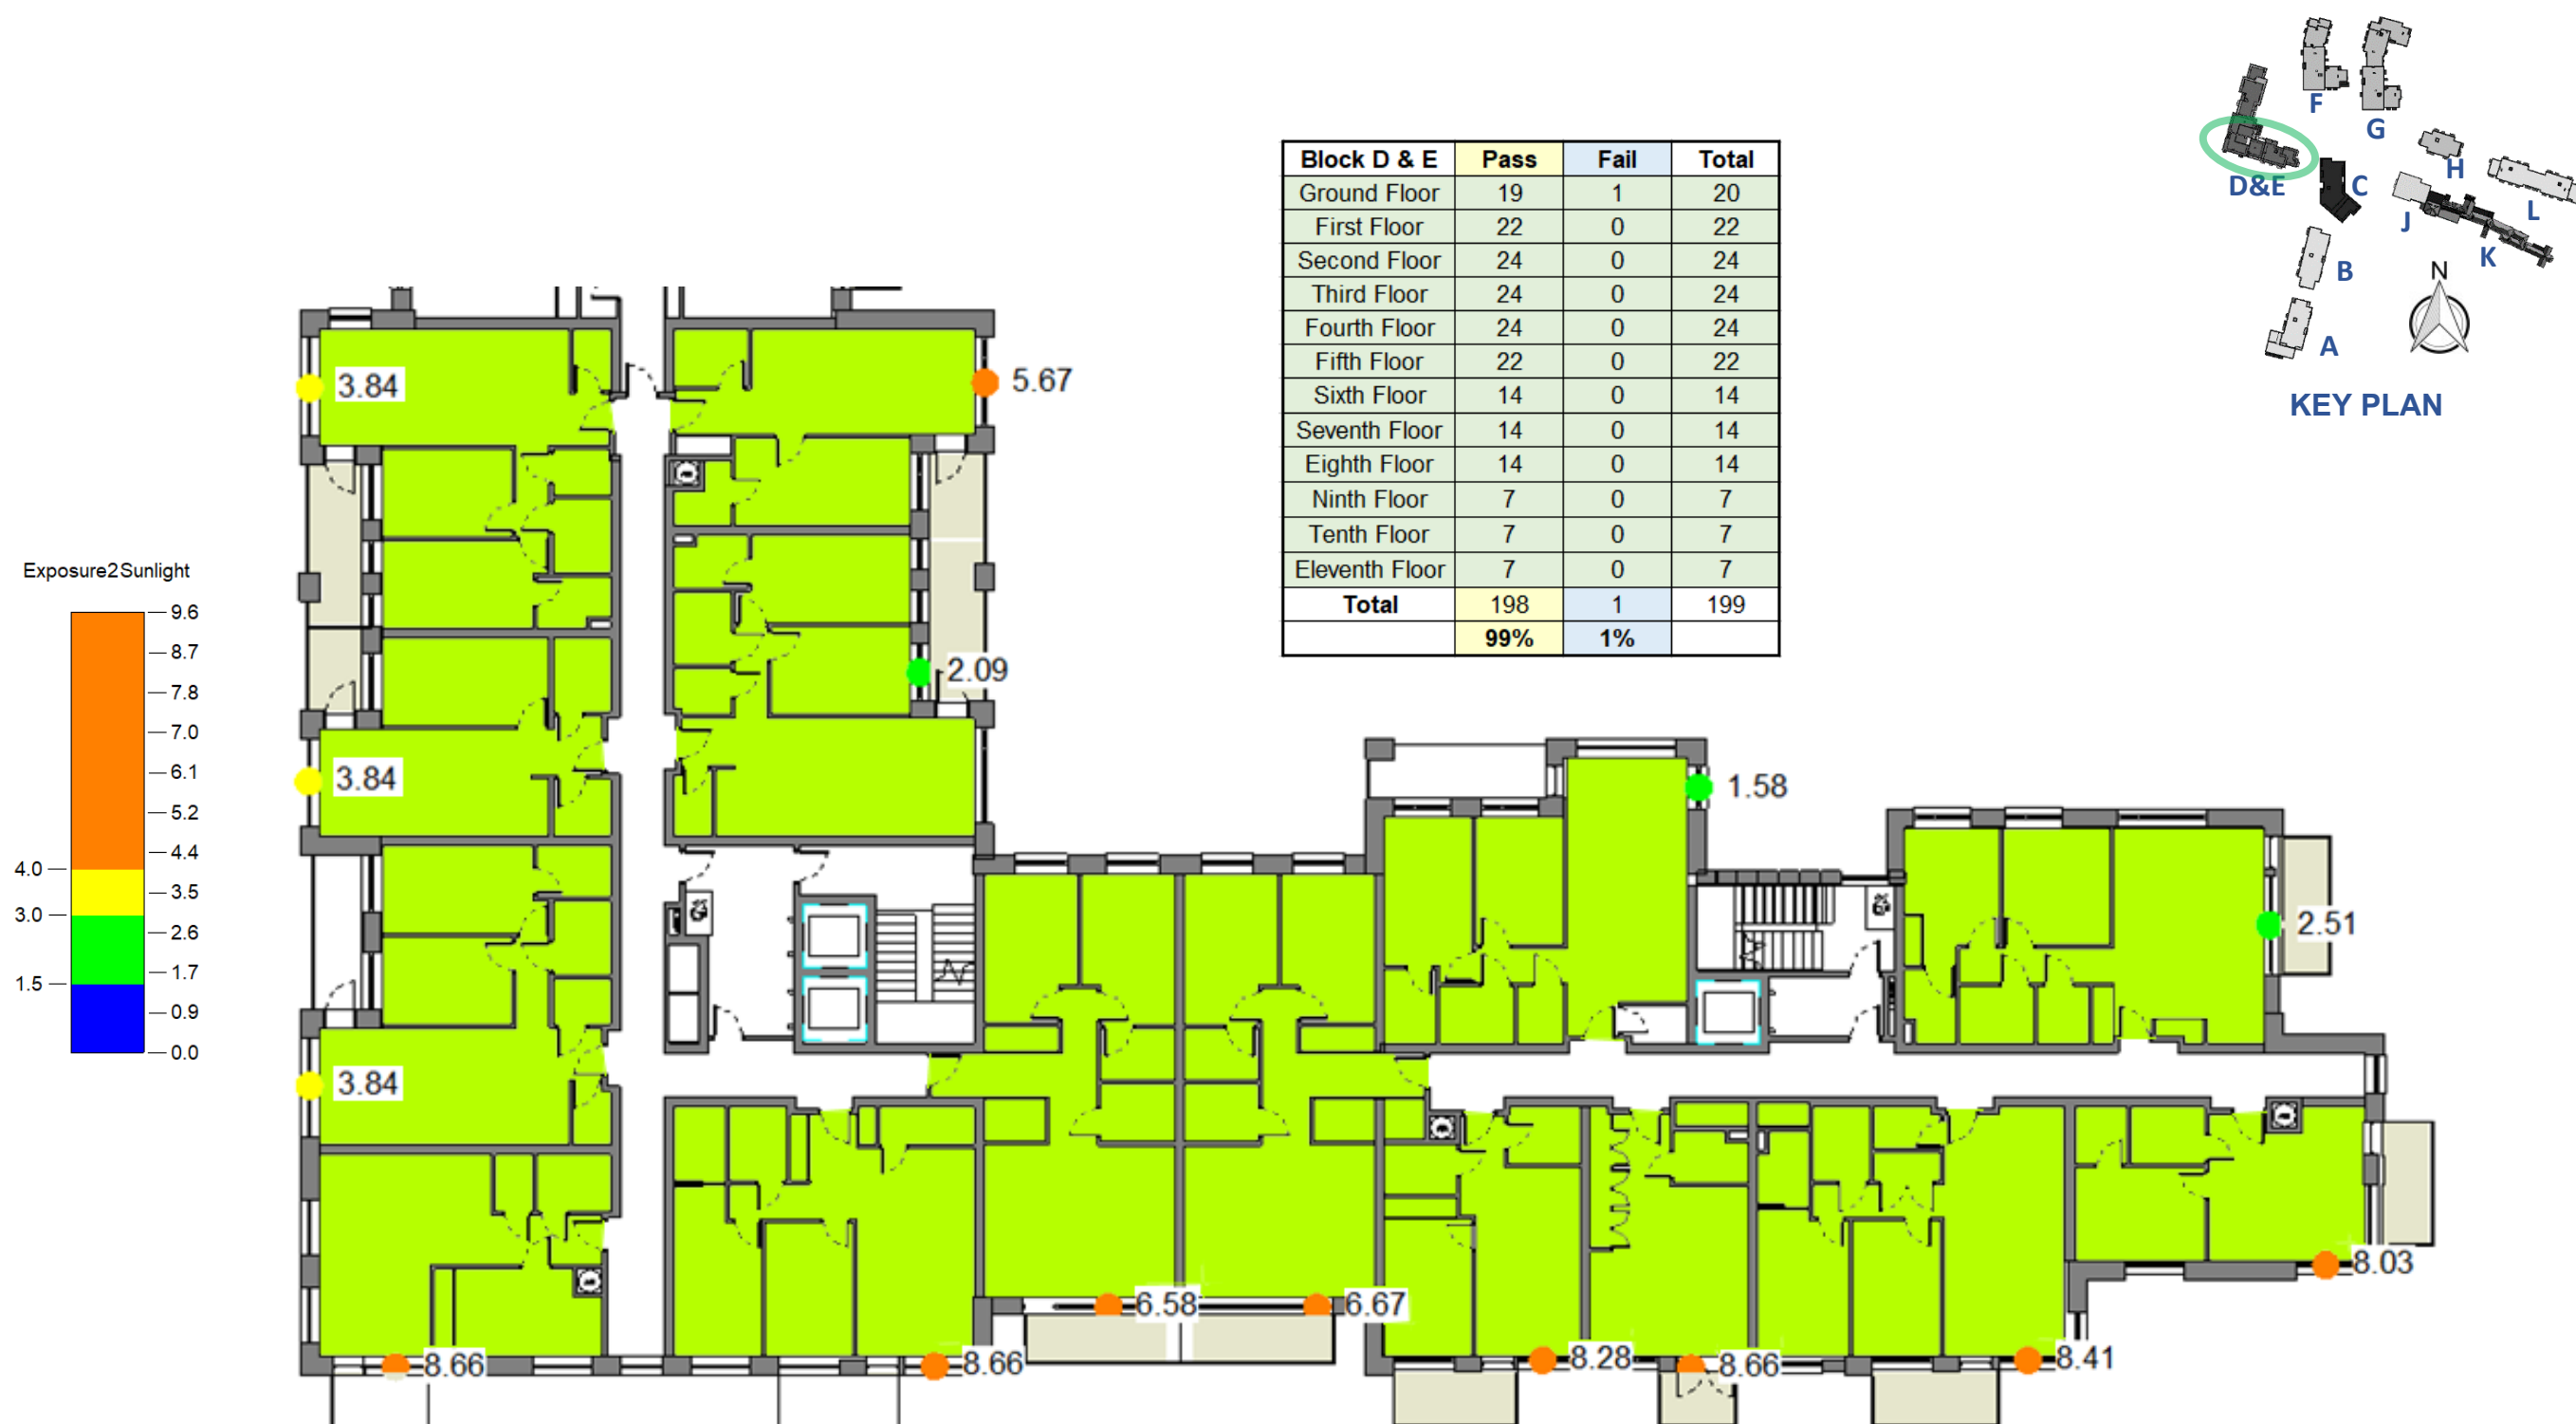 F
G
H
D&E
C
L
J
K
B
N
A
KEY PLAN
Block D & E Pass Fail Total
Ground Floor 19 1 20
First Floor 22 0 22
Second Floor 24 0 24
Third Floor 24 0 24
Fourth Floor 24 0 24
Fifth Floor 22 0 22
Sixth Floor 14 0 14
Seventh Floor 14 0 14
Eighth Floor 14 0 14
Ninth Floor 7 0 7
Tenth Floor 7 0 7
Eleventh Floor 7 0 7
Total 198 1 199
99% 1%
Exposure2Sunlight
9.6
8.7
7.8
7.0
6.1
5.2
4.4
4.0
3.5
3.0
2.6
1.7
1.5
0.9
0.0
3.84
5.67
2.09
3.84
1.58
2.51
3.84
8.03
6.58
6.67
8.66
8.66
8.28
8.66
8.41